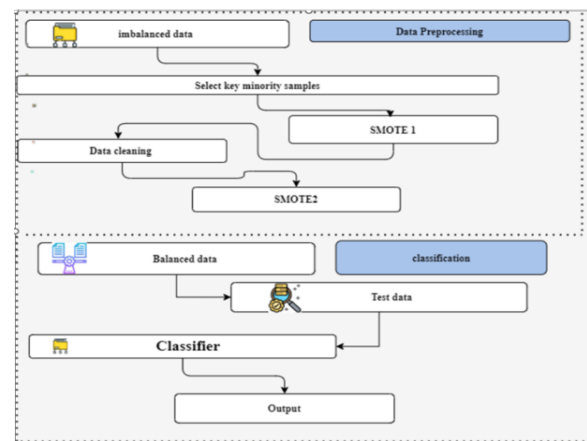 imbalanced data
Data Preprocessing
Select key minority samples
SMOTE 1
Data cleaning
SMOTE2
Balanced data
classification
Test data
Classifier
Output